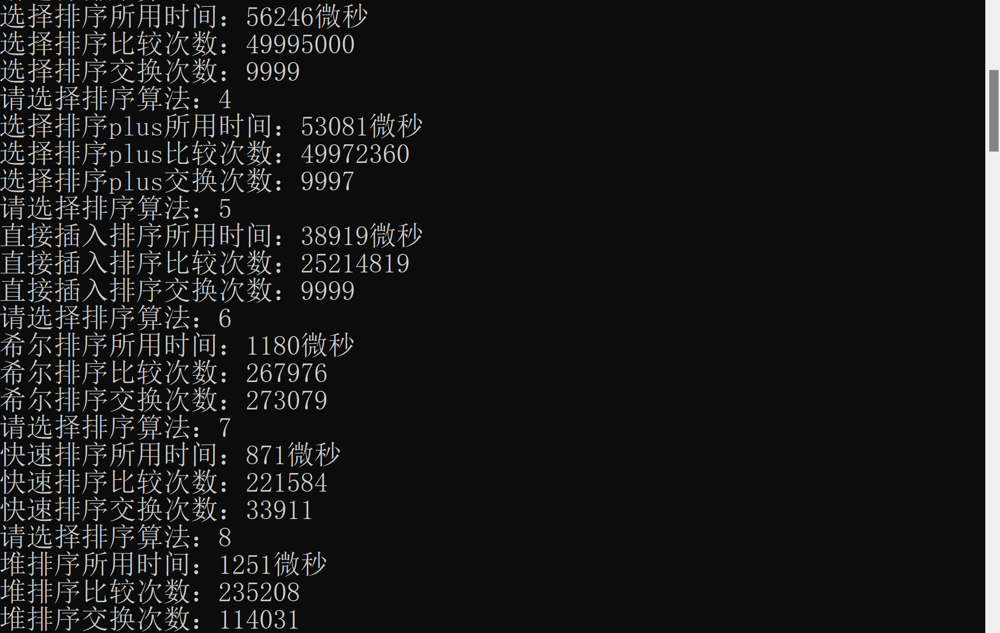 选择排序所用时间：56246微秒
选择排序比较次数：49995000
选择排序交换次数：9999
请选择排序算法：4
选择排序plus所用时间：53081微秒
选择排序plus比较次数：49972360
选择排序plus交换次数：9997
请选择排序算法：5
直接插入排序所用时间：38919微秒
直接插入排序比较次数：25214819
直接插入排序交换次数：9999
请选择排序算法：6
希尔排序所用时间：1180微秒
希尔排序比较次数：267976
希尔排序交换次数：273079
请选择排序算法：7
快速排序所用时间：871微秒
快速排序比较次数：221584
快速排序交换次数：33911
请选择排序算法：8
堆排序所用时间：1251微秒
堆排序比较次数：235208
堆排序交换次数：114031